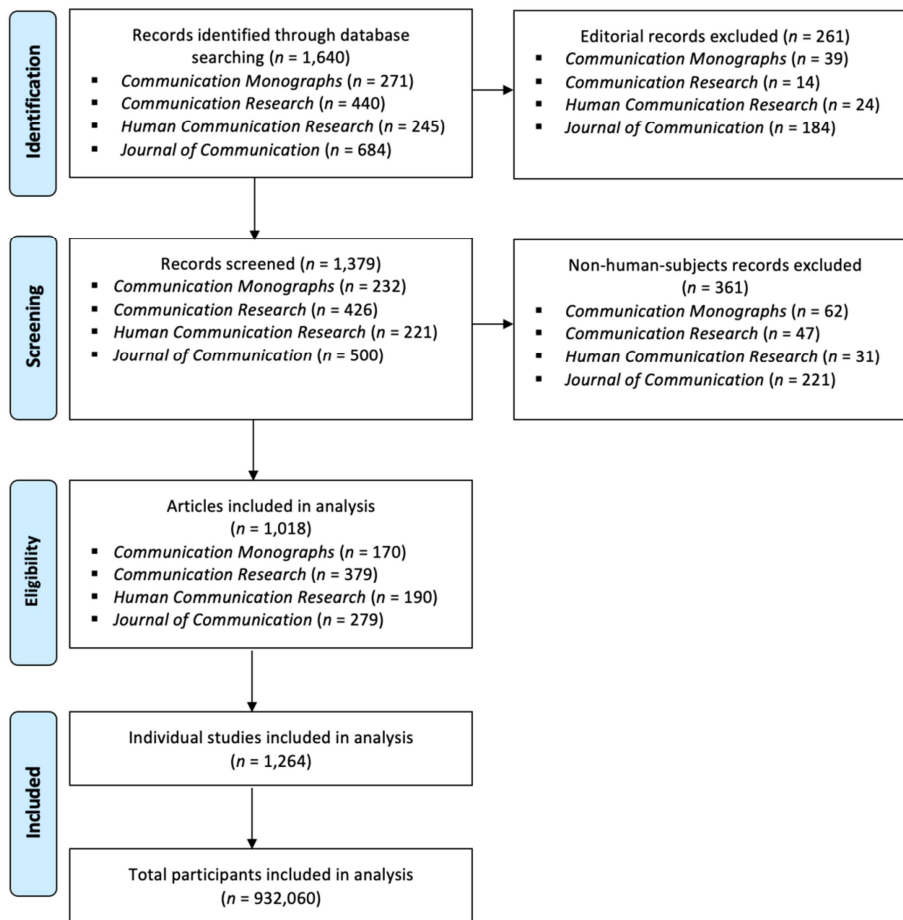 Identification
Records identified through database
searching (n = 1,640)
▪ Communication Monographs (n = 271)
▪ Communication Research (n = 440)
▪ Human Communication Research (n = 245)
▪ Journal of Communication (n = 684)
Editorial records excluded (n = 261)
▪ Communication Monographs (n = 39)
▪ Communication Research (n = 14)
▪ Human Communication Research (n = 24)
▪ Journal of Communication (n = 184)
Screening
Records screened (n = 1,379)
▪ Communication Monographs (n = 232)
▪ Communication Research (n = 426)
▪ Human Communication Research (n = 221)
▪ Journal of Communication (n = 500)
Non-human-subjects records excluded
(n = 361)
▪ Communication Monographs (n = 62)
▪ Communication Research (n = 47)
▪ Human Communication Research (n = 31)
▪ Journal of Communication (n = 221)
Eligibility
Articles included in analysis
(n = 1,018)
▪ Communication Monographs (n = 170)
▪ Communication Research (n = 379)
▪ Human Communication Research (n = 190)
▪ Journal of Communication (n = 279)
Included
Individual studies included in analysis
(n = 1,264)
Total participants included in analysis
(n = 932,060